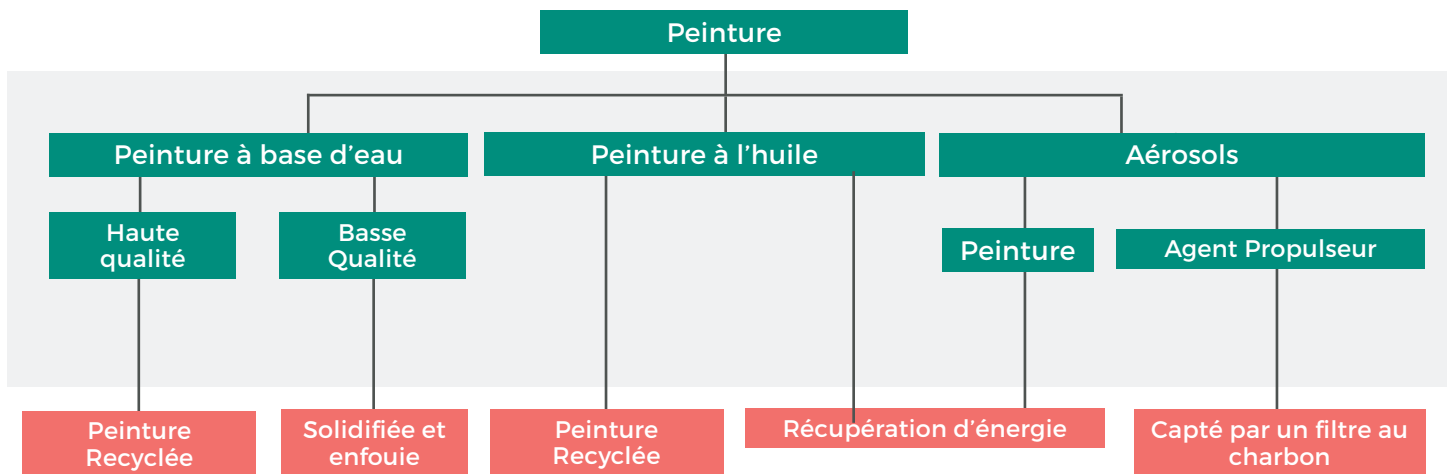 Peinture
Peinture à base d'eau
Peinture à l'huile
Aérosols
Haute
qualité
Basse
Qualité
Peinture
Agent Propulseur
Peinture
Recyclée
Solidifiée et
enfouie
Peinture
Recyclée
Récupération d'énergie
Capté par un filtre au
charbon